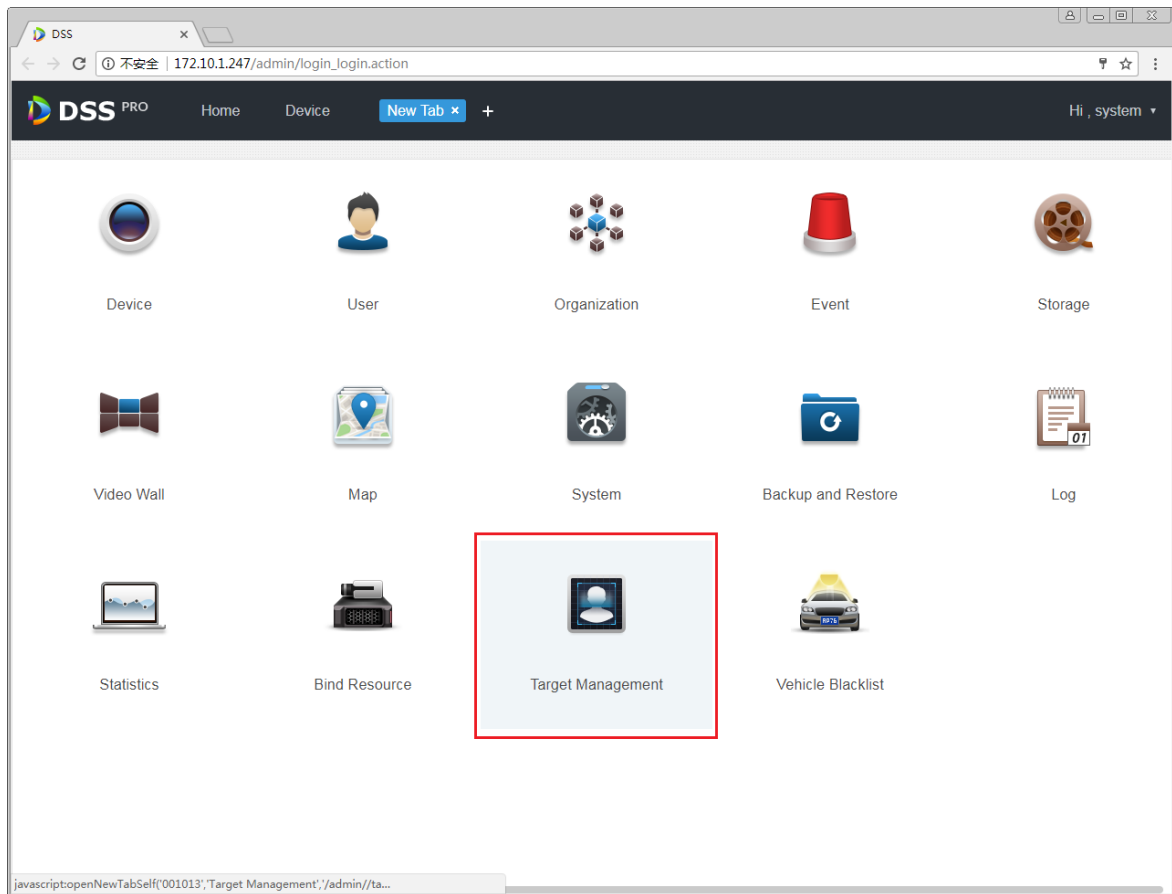 DSS
不安全 172.10.1.247/admin/login_login.action
DSS PRO Home Device New Tab × + Hi , system
Device User Organization Event Storage
01
Video Wall Map System Backup and Restore Log
Statistics Bind Resource Target Management Vehicle Blacklist
javascript:openNewTabSelf('001013','Target Management','/admin//ta...